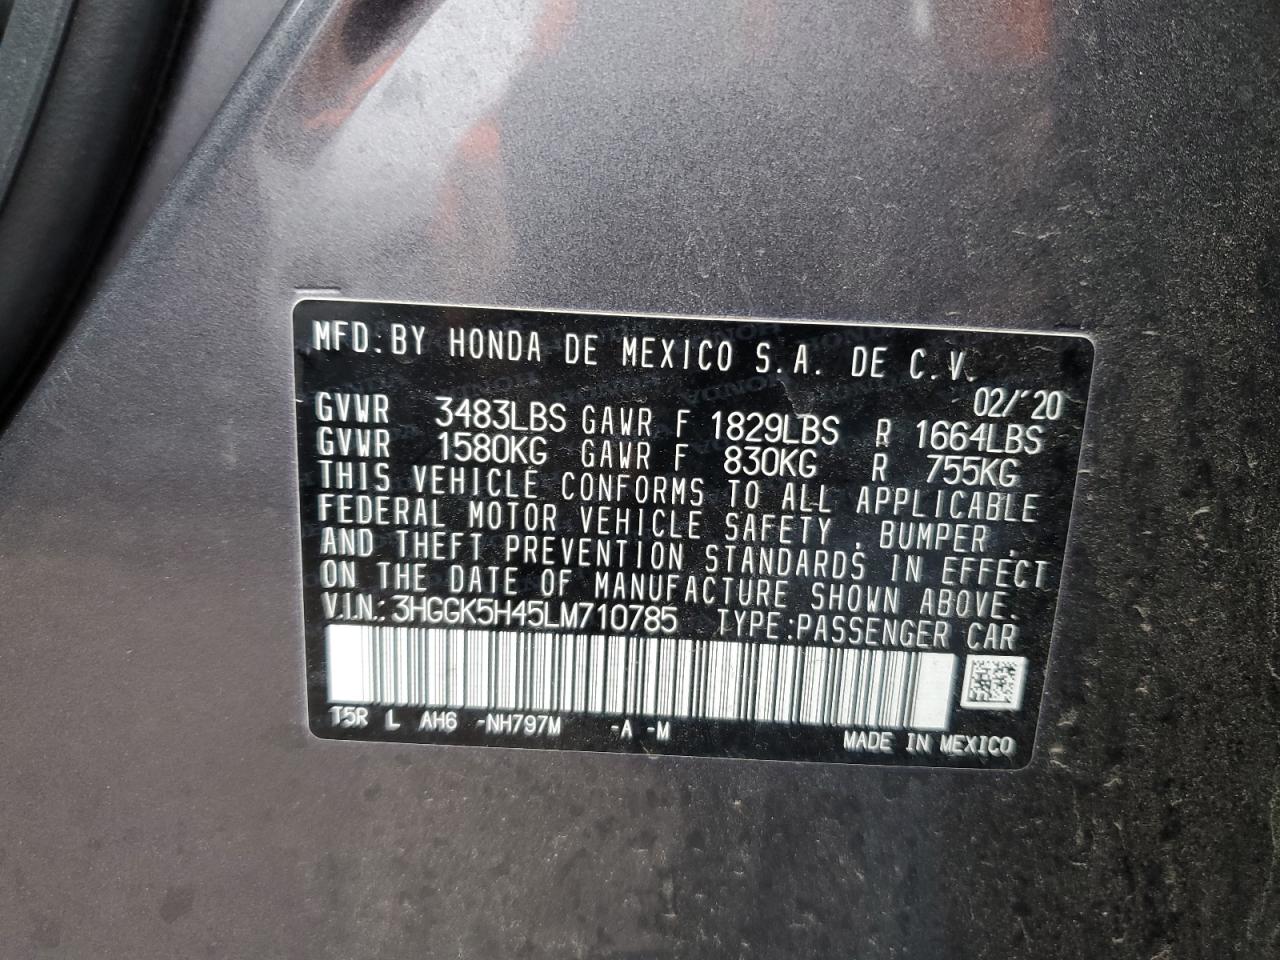 MFD. BY HONDA DE MEXICO S.A. DE C.V.
02/'20
GVWR 3483LBS GAWR F 1829LBS R 1664LBS
GVWR 1580KG GAWR F 830KG R 755KG
THIS VEHICLE CONFORMS TO ALL APPLICABLE
FEDERAL MOTOR VEHICLE SAFETY , BUMPER ,
AND THEFT PREVENTION STANDARDS IN EFFECT
ON THE DATE OF MANUFACTURE SHOWN ABOVE.
V.I.N.: 3HGGK5H45LM710785 TYPE:PASSENGER CAR
T5R L AH6 -NH797M -A -M
MADE IN MEXICO